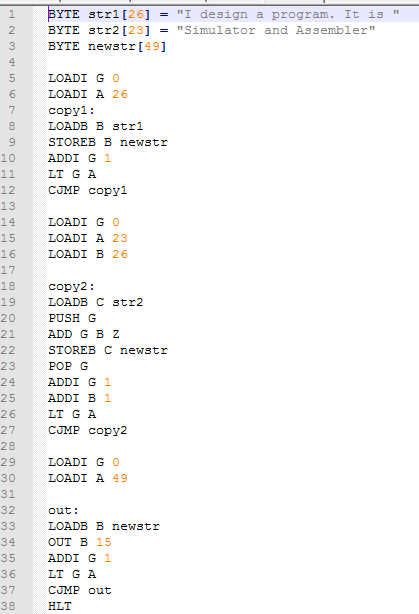 1 BYTE str1[26] = "I design a program. It is "
2 BYTE str2[23] = "Simulator and Assembler"
3 BYTE newstr[49]
4
5 LOADI G 0
6 LOADI A 26
7 copy1:
8 LOADB B str1
9 STOREB B newstr
10 ADDI G 1
11 LT G A
12 CJMP copy1
13
14 LOADI G 0
15 LOADI A 23
16 LOADI B 26
17
18 copy2:
19 LOADB C str2
20 PUSH G
21 ADD G B Z
22 STOREB C newstr
23 POP G
24 ADDI G 1
25 ADDI B 1
26 LT G A
27 CJMP copy2
28
29 LOADI G 0
30 LOADI A 49
31
32 out:
33 LOADB B newstr
34 OUT B 15
35 ADDI G 1
36 LT G A
37 CJMP out
38 HLT